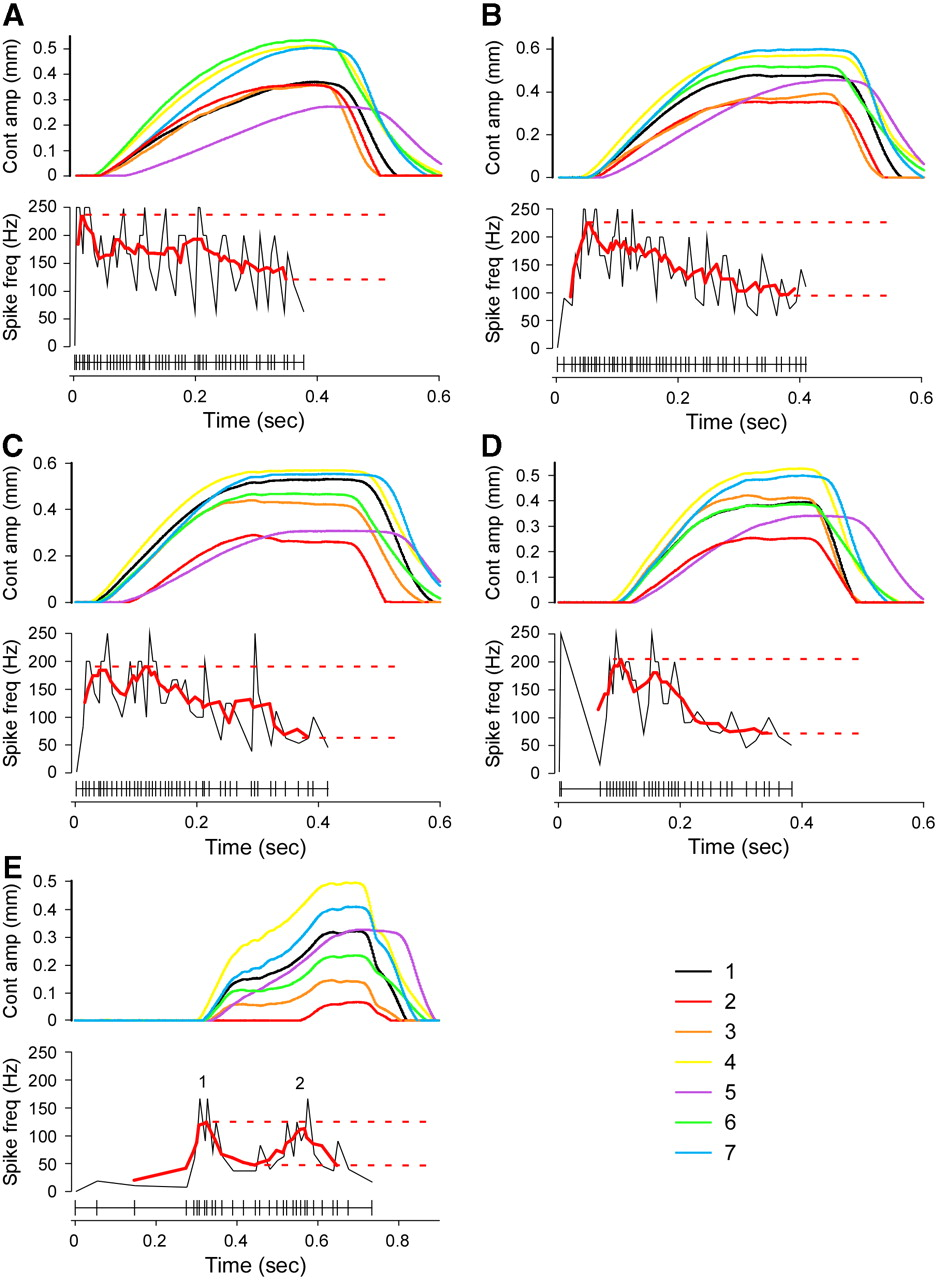 A
Cont amp (mm)
0.5
0.4
0.3
0.2
0.1
0
Spike freq (Hz)
250
200
150
100
50
0
0 0.2 0.4 0.6
Time (sec)
B
Cont amp (mm)
0.6
0.4
0.2
0
Spike freq (Hz)
250
200
150
100
50
0
0 0.2 0.4 0.6
Time (sec)
C
Cont amp (mm)
0.6
0.4
0.2
0
Spike freq (Hz)
250
200
150
100
50
0
0 0.2 0.4 0.6
Time (sec)
D
Cont amp (mm)
0.5
0.4
0.3
0.2
0.1
0
Spike freq (Hz)
250
200
150
100
50
0
0 0.2 0.4 0.6
Time (sec)
E
Cont amp (mm)
0.5
0.4
0.3
0.2
0.1
0
Spike freq (Hz)
250
200
150
100
50
0
1 2
0 0.2 0.4 0.6 0.8
Time (sec)
1
2
3
4
5
6
7